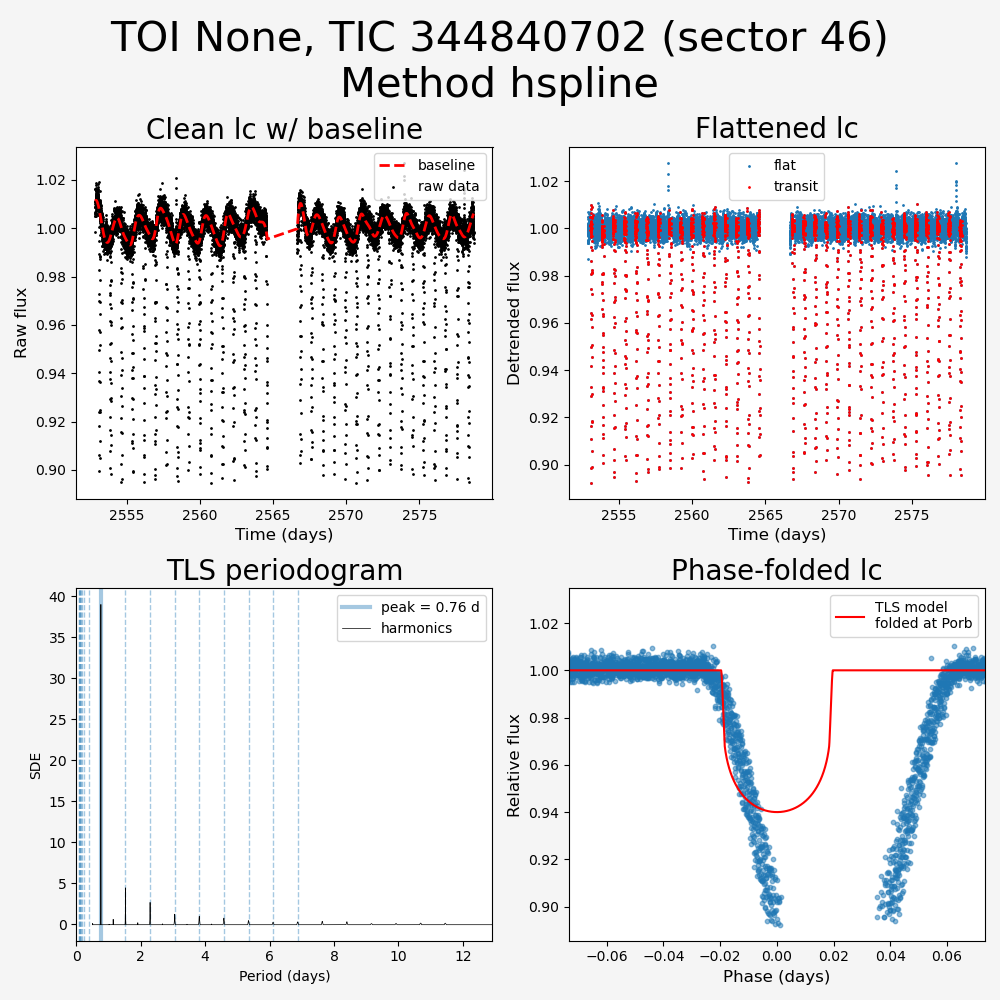 TOI None, TIC 344840702 (sector 46)
Method hspline
Clean lc w/ baseline
Flattened lc
baseline
raw data
flat
transit
Raw flux
1.02
1.00
0.98
0.96
0.94
0.92
0.90
2555
2560
2565
2570
2575
Time (days)
Detrended flux
1.02
1.00
0.98
0.96
0.94
0.92
0.90
2555
2560
2565
2570
2575
Time (days)
TLS periodogram
Phase-folded lc
peak = 0.76 d
harmonics
TLS model
folded at Porb
SDE
40
35
30
25
20
15
10
5
0
0
2
4
6
8
10
12
Period (days)
Relative flux
1.02
1.00
0.98
0.96
0.94
0.92
0.90
−0.06
−0.04
−0.02
0.00
0.02
0.04
0.06
Phase (days)